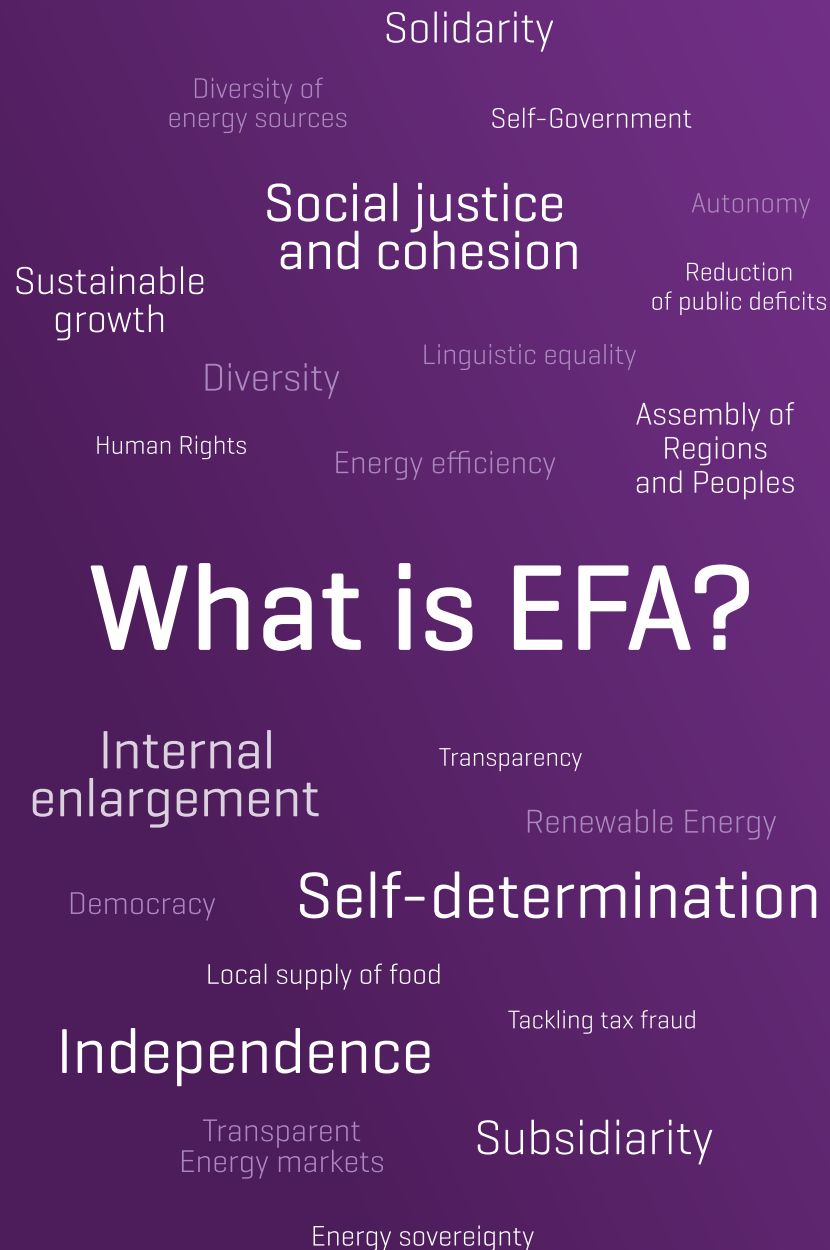 Solidarity
Diversity of
energy sources
Self-Government
Social justice
and cohesion
Autonomy
Sustainable
growth
Reduction
of public deficits
Linguistic equality
Diversity
Assembly of
Regions
and Peoples
Human Rights
Energy efficiency
What is EFA?
Internal
enlargement
Transparency
Renewable Energy
Self-determination
Democracy
Local supply of food
Tackling tax fraud
Independence
Transparent
Energy markets
Subsidiarity
Energy sovereignty